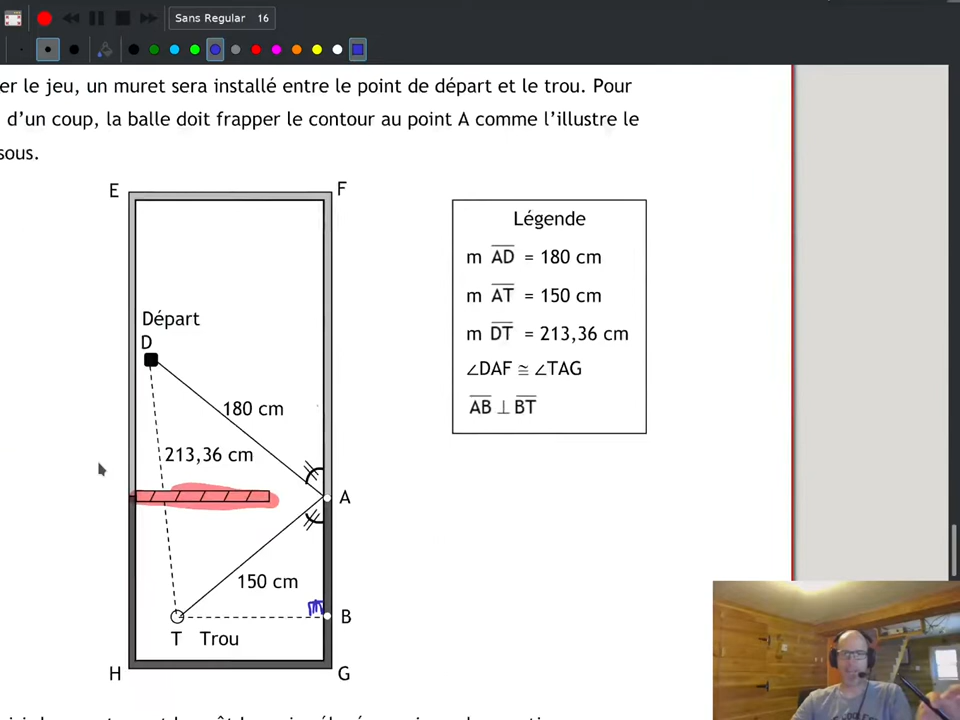 Sans Regular 16
er le jeu, un muret sera installé entre le point de départ et le trou. Pour
d'un coup, la balle doit frapper le contour au point A comme l'illustre le
sous.
E
F
Légende
m AD = 180 cm
m AT = 150 cm
m DT = 213,36 cm
∠DAF ≅ ∠TAG
AB ⊥ BT
Départ
D
180 cm
213,36 cm
A
150 cm
B
T Trou
H
G